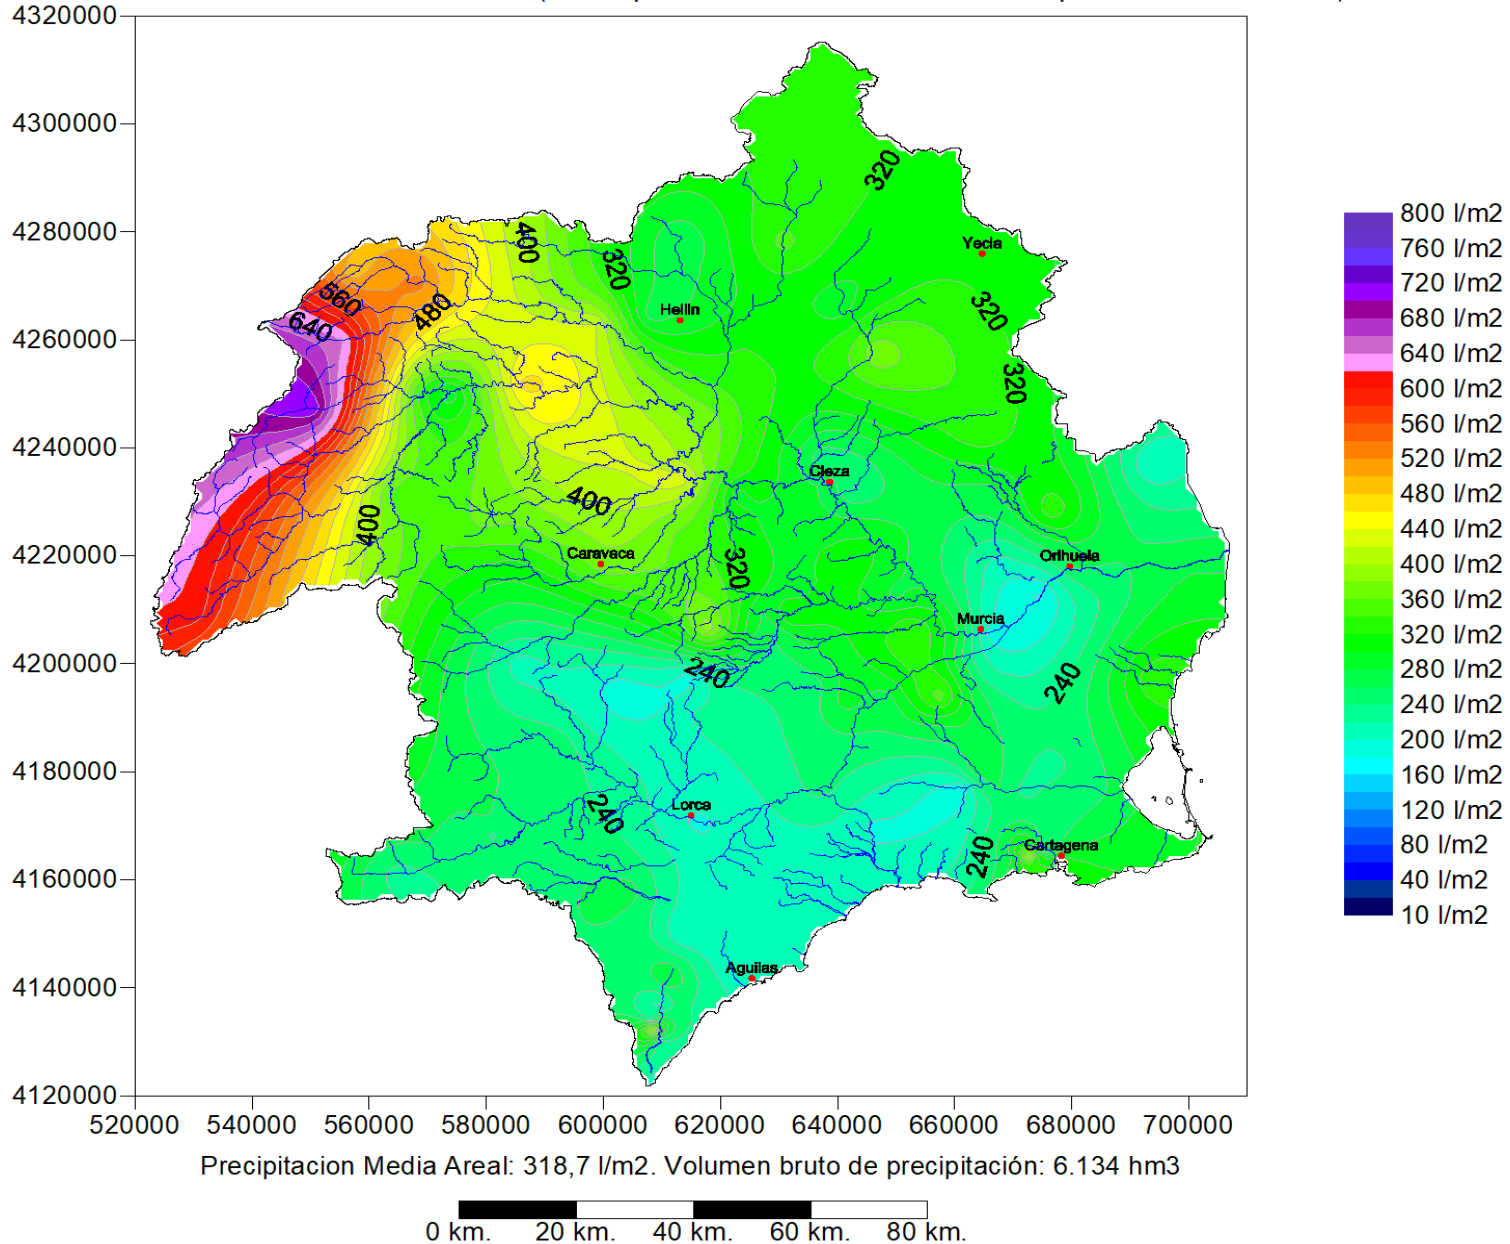 4320000
4300000
4280000
4260000
4240000
4220000
4200000
4180000
4160000
4140000
4120000
520000 540000 560000 580000 600000 620000 640000 660000 680000 700000
320
400
320
Yecla
560
480
320
Hellin
640
320
Cieza
400
400
Caravaca
320
Orihuela
Murcia
240
240
240
Lorca
240
Cartagena
Aguilas
800 l/m2
760 l/m2
720 l/m2
680 l/m2
640 l/m2
600 l/m2
560 l/m2
520 l/m2
480 l/m2
440 l/m2
400 l/m2
360 l/m2
320 l/m2
280 l/m2
240 l/m2
200 l/m2
160 l/m2
120 l/m2
80 l/m2
40 l/m2
10 l/m2
Precipitacion Media Areal: 318,7 l/m2. Volumen bruto de precipitación: 6.134 hm3
0 km. 20 km. 40 km. 60 km. 80 km.